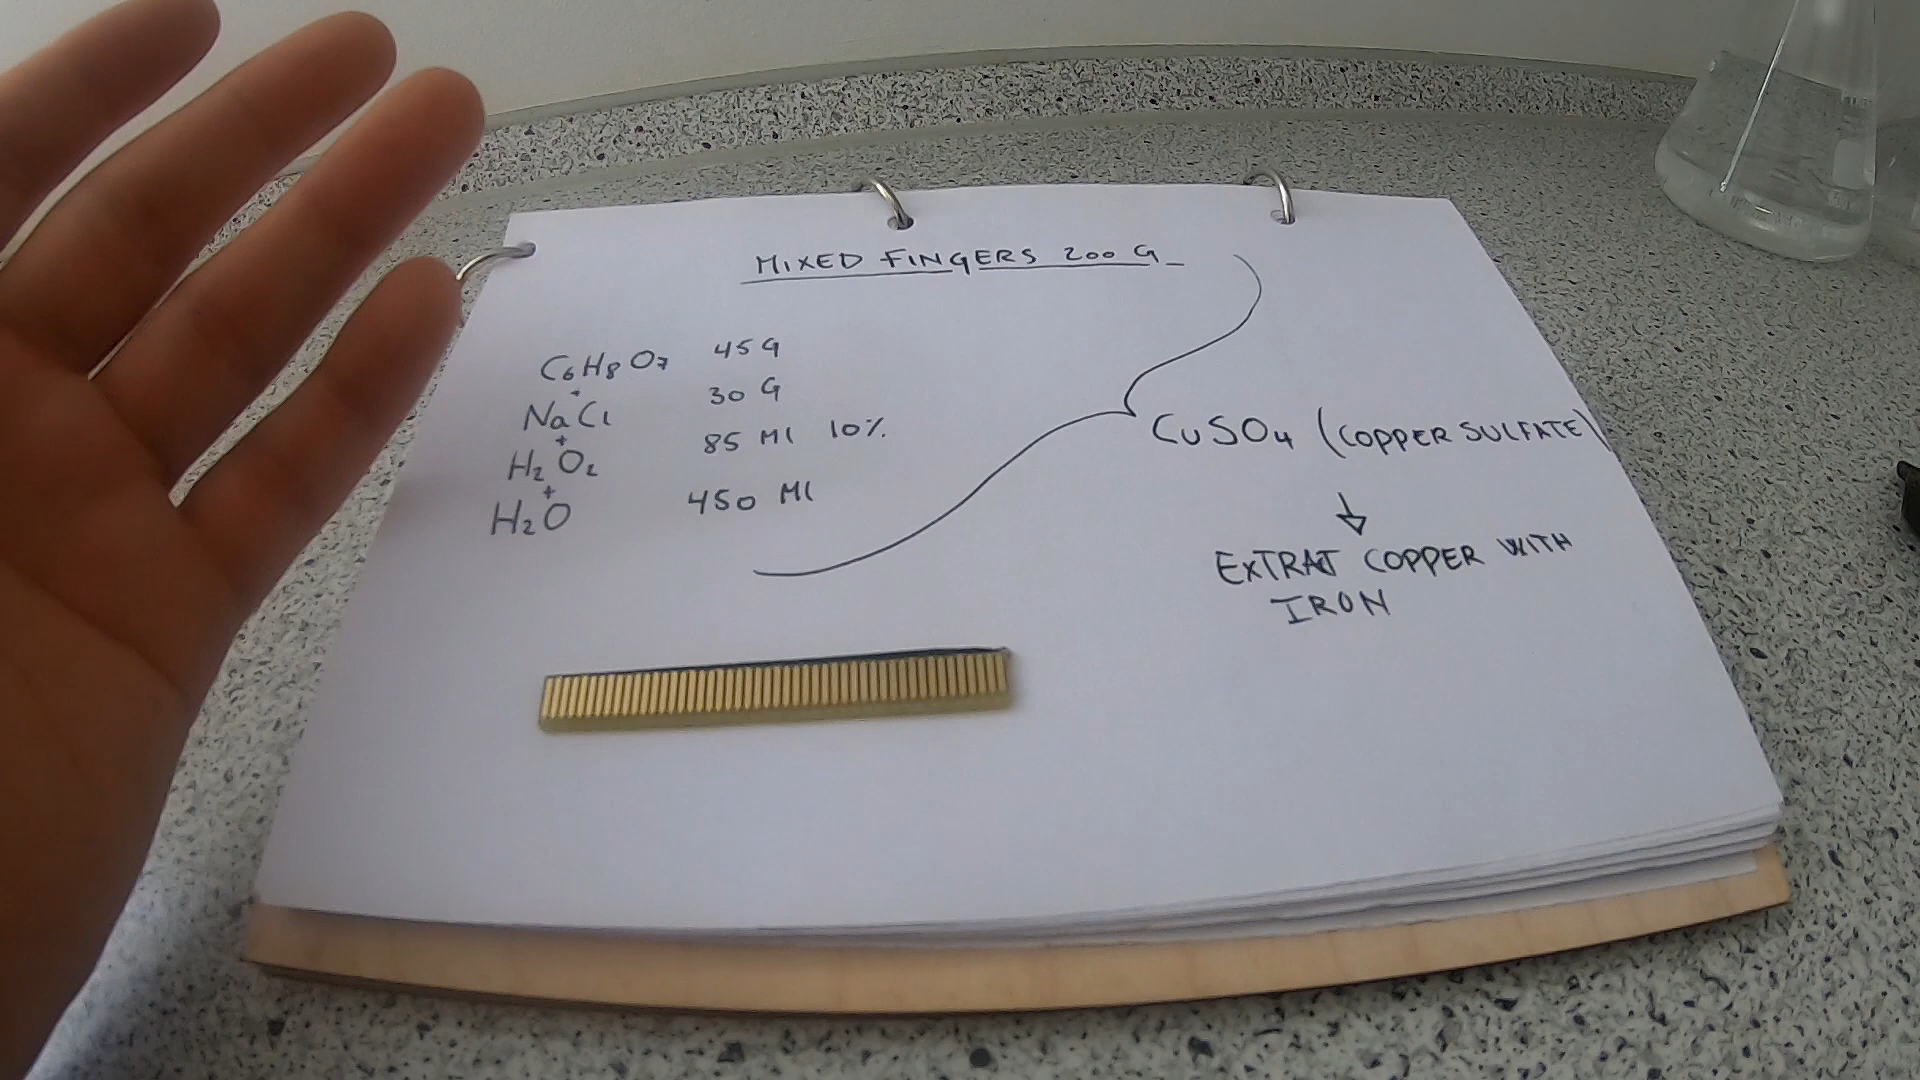 MIXED FINGERS 200 G
C6H8O7 45 G
+
NaCl 30 G
+
H2O2 85 Ml 10%
+
H2O 450 Ml
CuSO4 (COPPER SULFATE)
↓
EXTRAT COPPER WITH
IRON